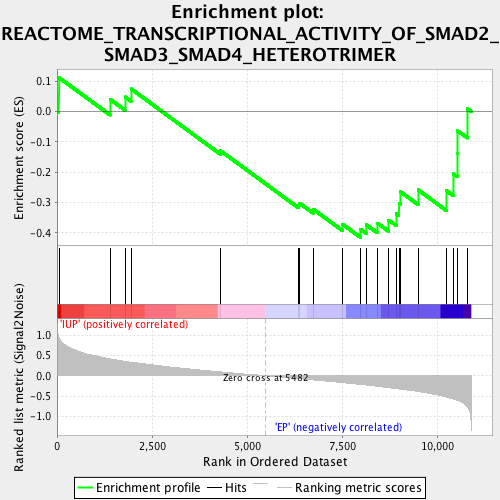 Enrichment plot:
REACTOME_TRANSCRIPTIONAL_ACTIVITY_OF_SMAD2_
SMAD3_SMAD4_HETEROTRIMER
Enrichment score (ES)
0.1
0.0
-0.1
-0.2
-0.3
-0.4
'IUP' (positively correlated)
Ranked list metric (Signal2Noise)
1.0
0.5
0.0
-0.5
-1.0
Zero cross at 5482
'EP' (negatively correlated)
0
2,500
5,000
7,500
10,000
Rank in Ordered Dataset
Enrichment profile
Hits
Ranking metric scores